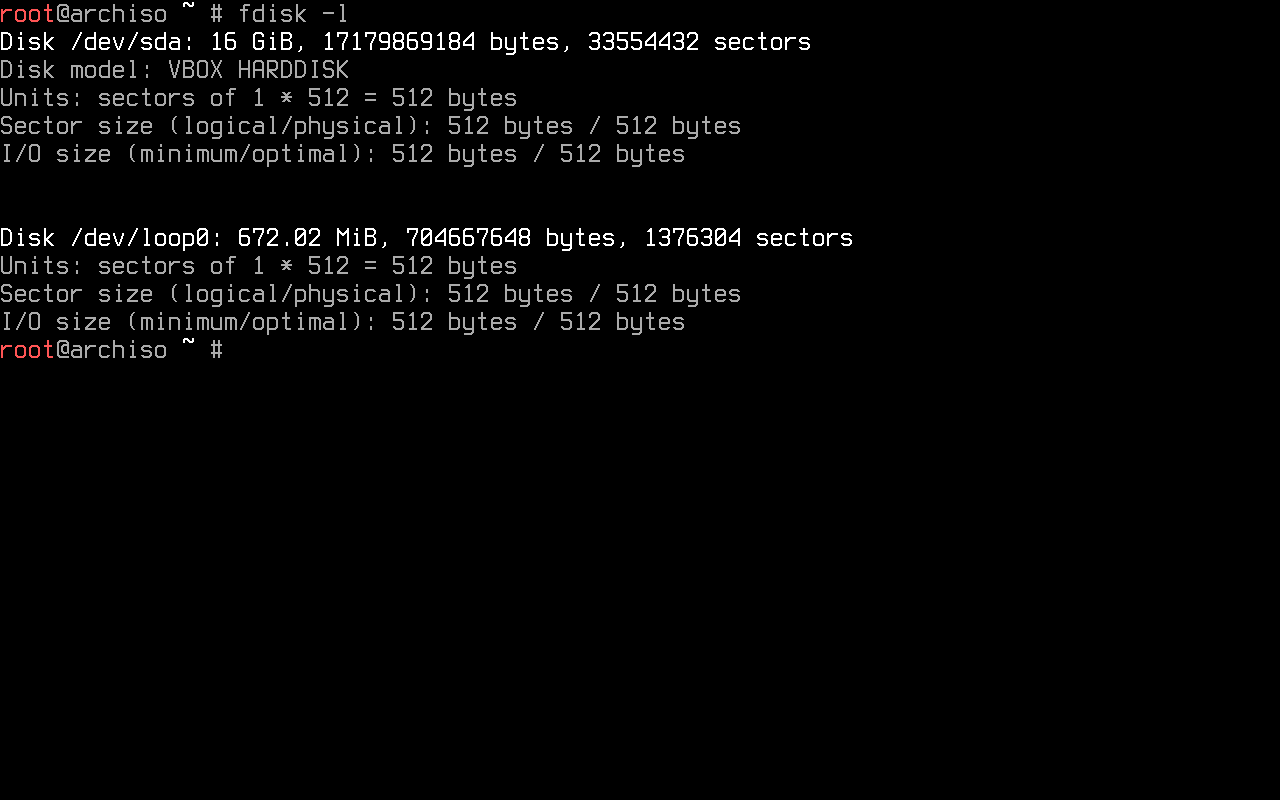 root@archiso ~ # fdisk -l
Disk /dev/sda: 16 GiB, 17179869184 bytes, 33554432 sectors
Disk model: VBOX HARDDISK
Units: sectors of 1 * 512 = 512 bytes
Sector size (logical/physical): 512 bytes / 512 bytes
I/O size (minimum/optimal): 512 bytes / 512 bytes
Disk /dev/loop0: 672.02 MiB, 704667648 bytes, 1376304 sectors
Units: sectors of 1 * 512 = 512 bytes
Sector size (logical/physical): 512 bytes / 512 bytes
I/O size (minimum/optimal): 512 bytes / 512 bytes
root@archiso ~ #